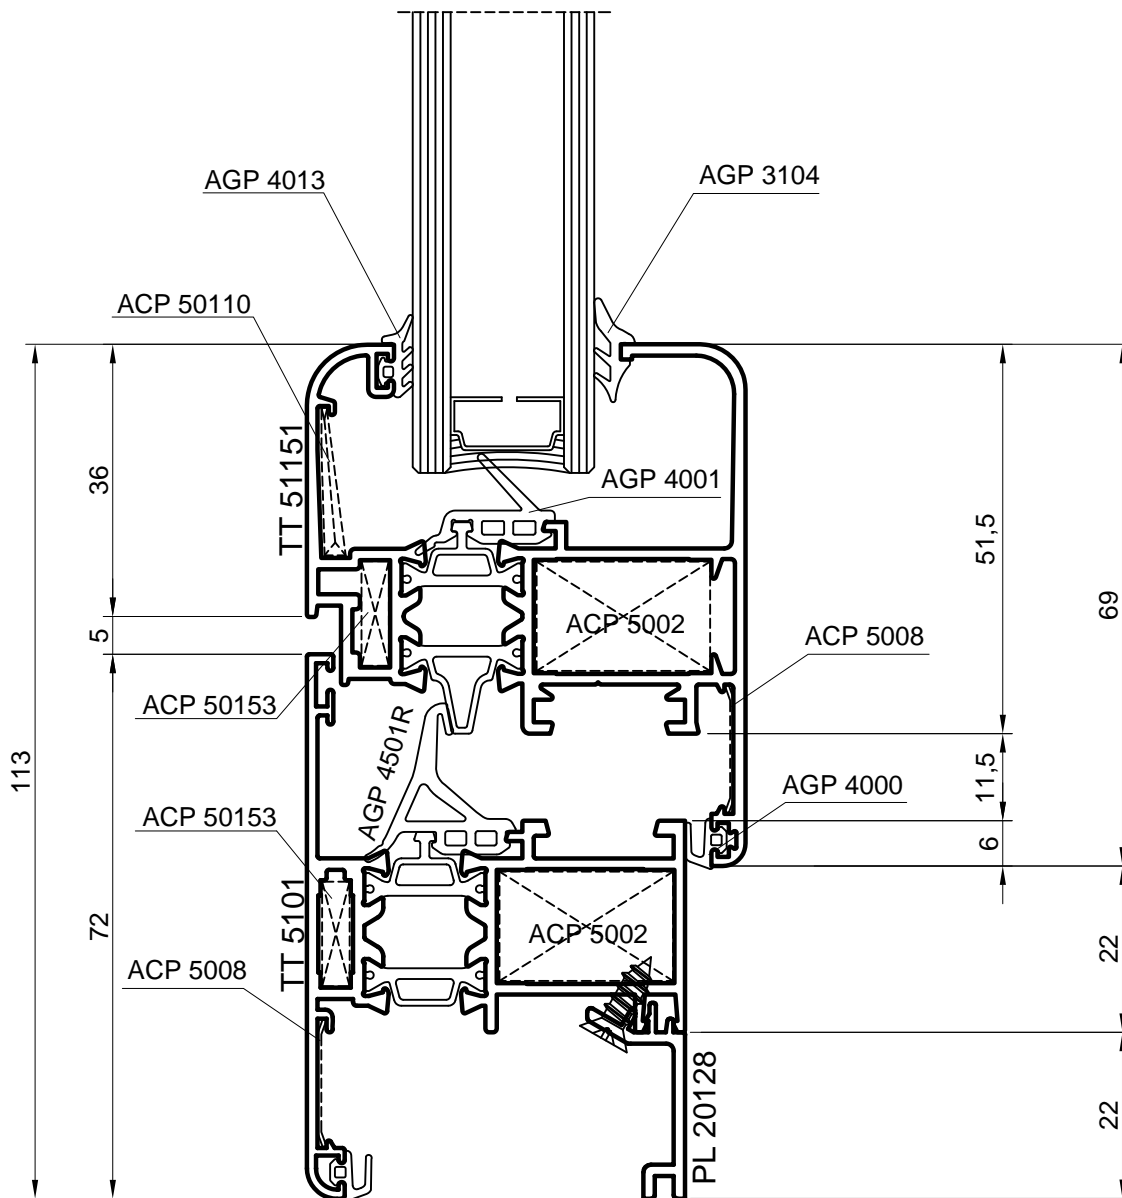 AGP 4013
AGP 3104
ACP 50110
TT 51151
AGP 4001
36
51,5
5
ACP 5002
69
ACP 5008
ACP 50153
AGP 4501R
113
11,5
AGP 4000
ACP 50153
6
72
TT 5101
ACP 5002
22
ACP 5008
PL 20128
22